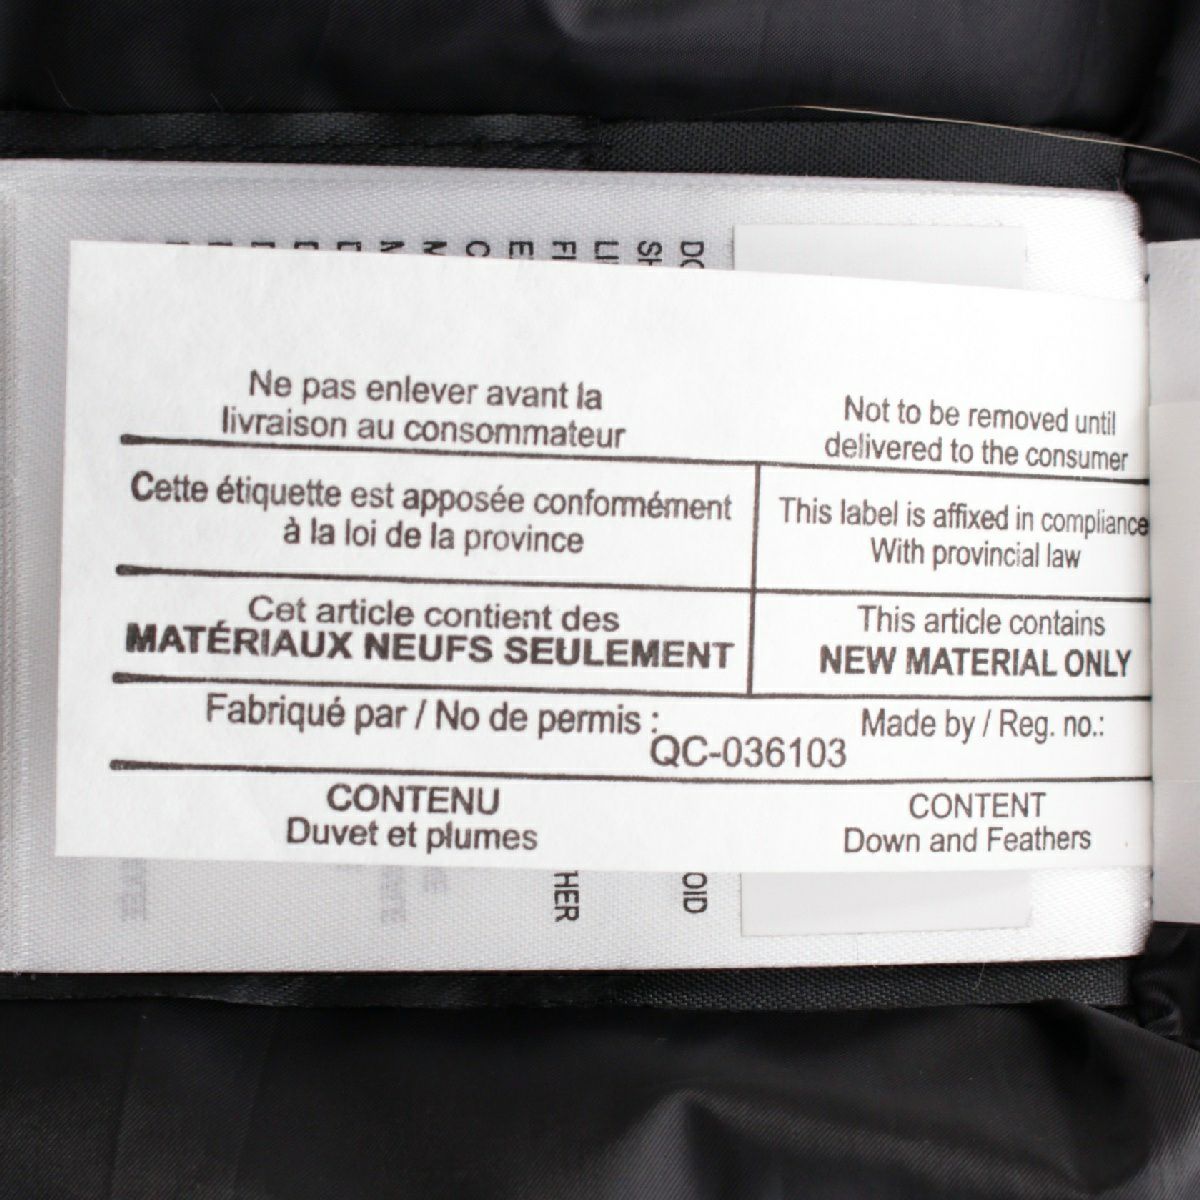 Ne pas enlever avant la
livraison au consommateur
Not to be removed until
delivered to the consumer
Cette étiquette est apposée conformément
à la loi de la province
This label is affixed in compliance
With provincial law
Cet article contient des
MATÉRIAUX NEUFS SEULEMENT
This article contains
NEW MATERIAL ONLY
Fabriqué par / No de permis :
Made by / Reg. no.:
QC-036103
CONTENU
Duvet et plumes
CONTENT
Down and Feathers
HER
OID